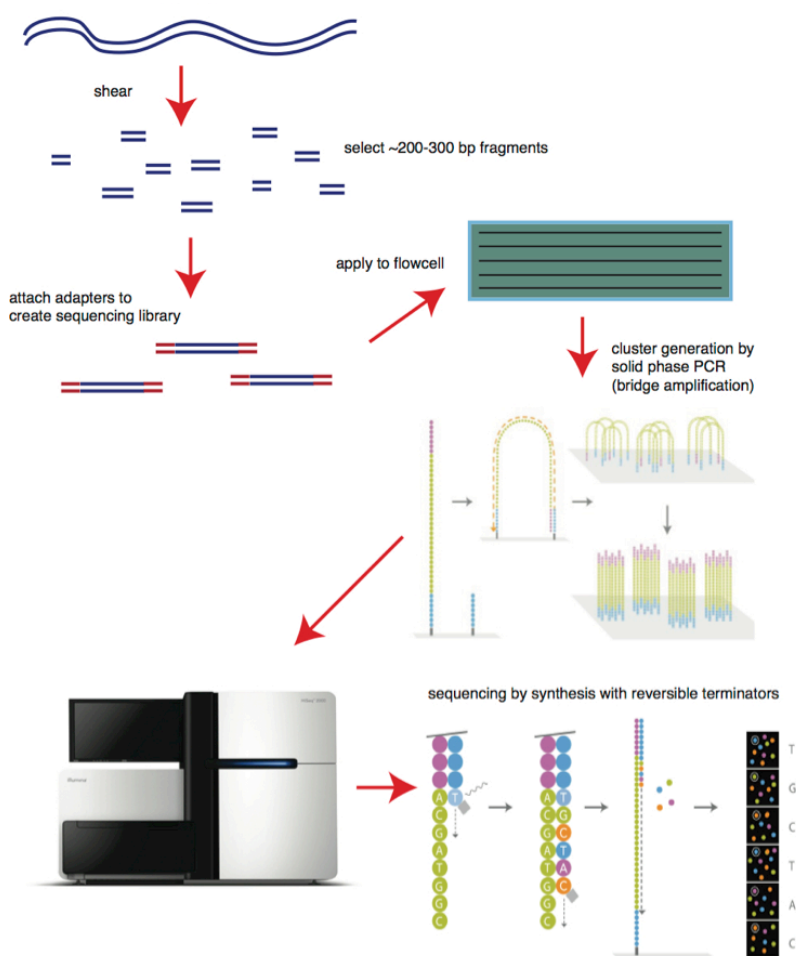 shear
select ~200-300 bp fragments
apply to flowcell
attach adapters to
create sequencing library
cluster generation by
solid phase PCR
(bridge amplification)
sequencing by synthesis with reversible terminators
A T
C
G
A
T
G
G
C
A T
C G
G C
A T
T A
G C
G
C
T
G
C
T
A
C